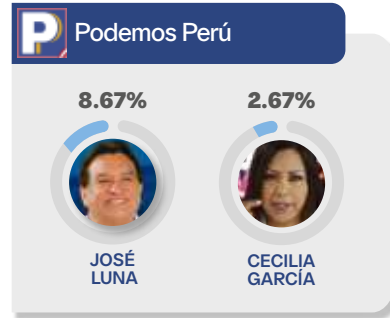 P Podemos Perú
8.67% 2.67%
JOSÉ
LUNA
CECILIA
GARCÍA